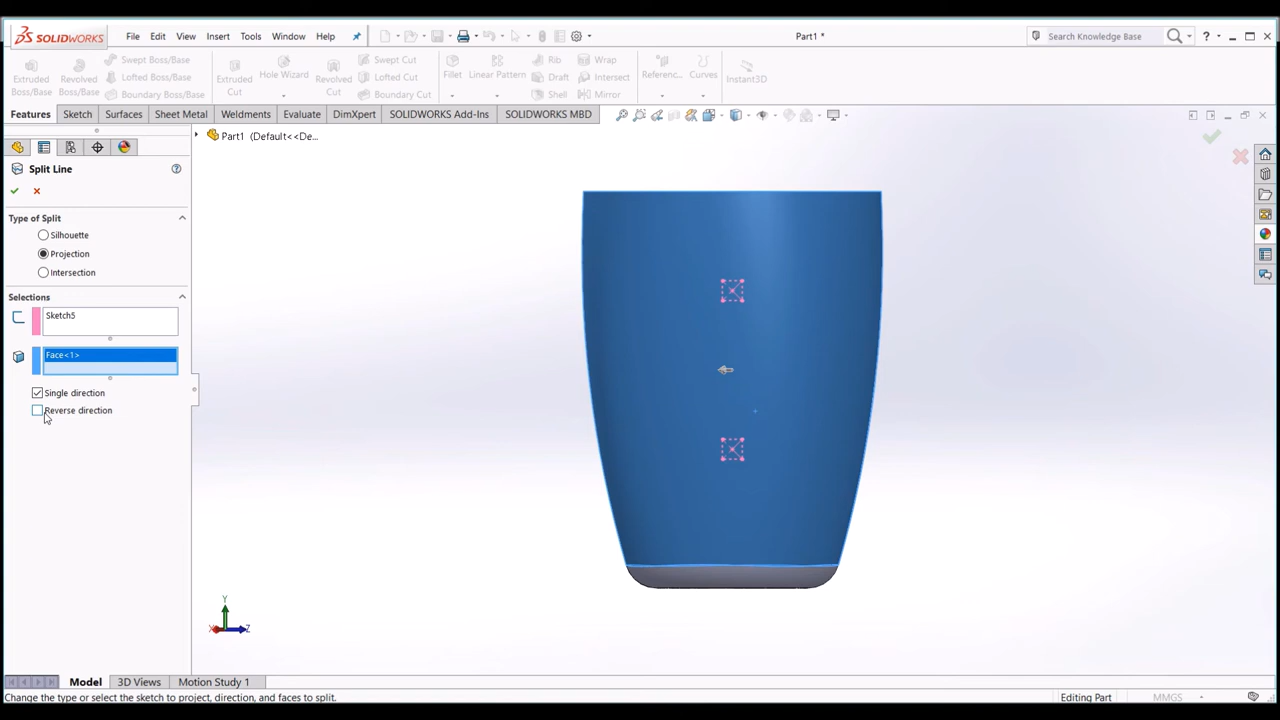 SOLIDWORKS File Edit View Insert Tools Window Help Part1 * Search Knowledge Base ?
Extruded Boss/Base
Revolved Boss/Base
Swept Boss/Base
Lofted Boss/Base
Boundary Boss/Base
Extruded Cut
Hole Wizard
Revolved Cut
Swept Cut
Lofted Cut
Boundary Cut
Fillet
Linear Pattern
Rib
Draft
Shell
Wrap
Intersect
Mirror
Referenc...
Curves
Instant3D
Features Sketch Surfaces Sheet Metal Weldments Evaluate DimXpert SOLIDWORKS Add-Ins SOLIDWORKS MBD
Part1 (Default<<De...
Split Line ?
Type of Split
Silhouette
Projection
Intersection
Selections
Sketch5
Face<1>
Single direction
Reverse direction
Y
X Z
Model 3D Views Motion Study 1
Change the type or select the sketch to project, direction, and faces to split. Editing Part MMGS